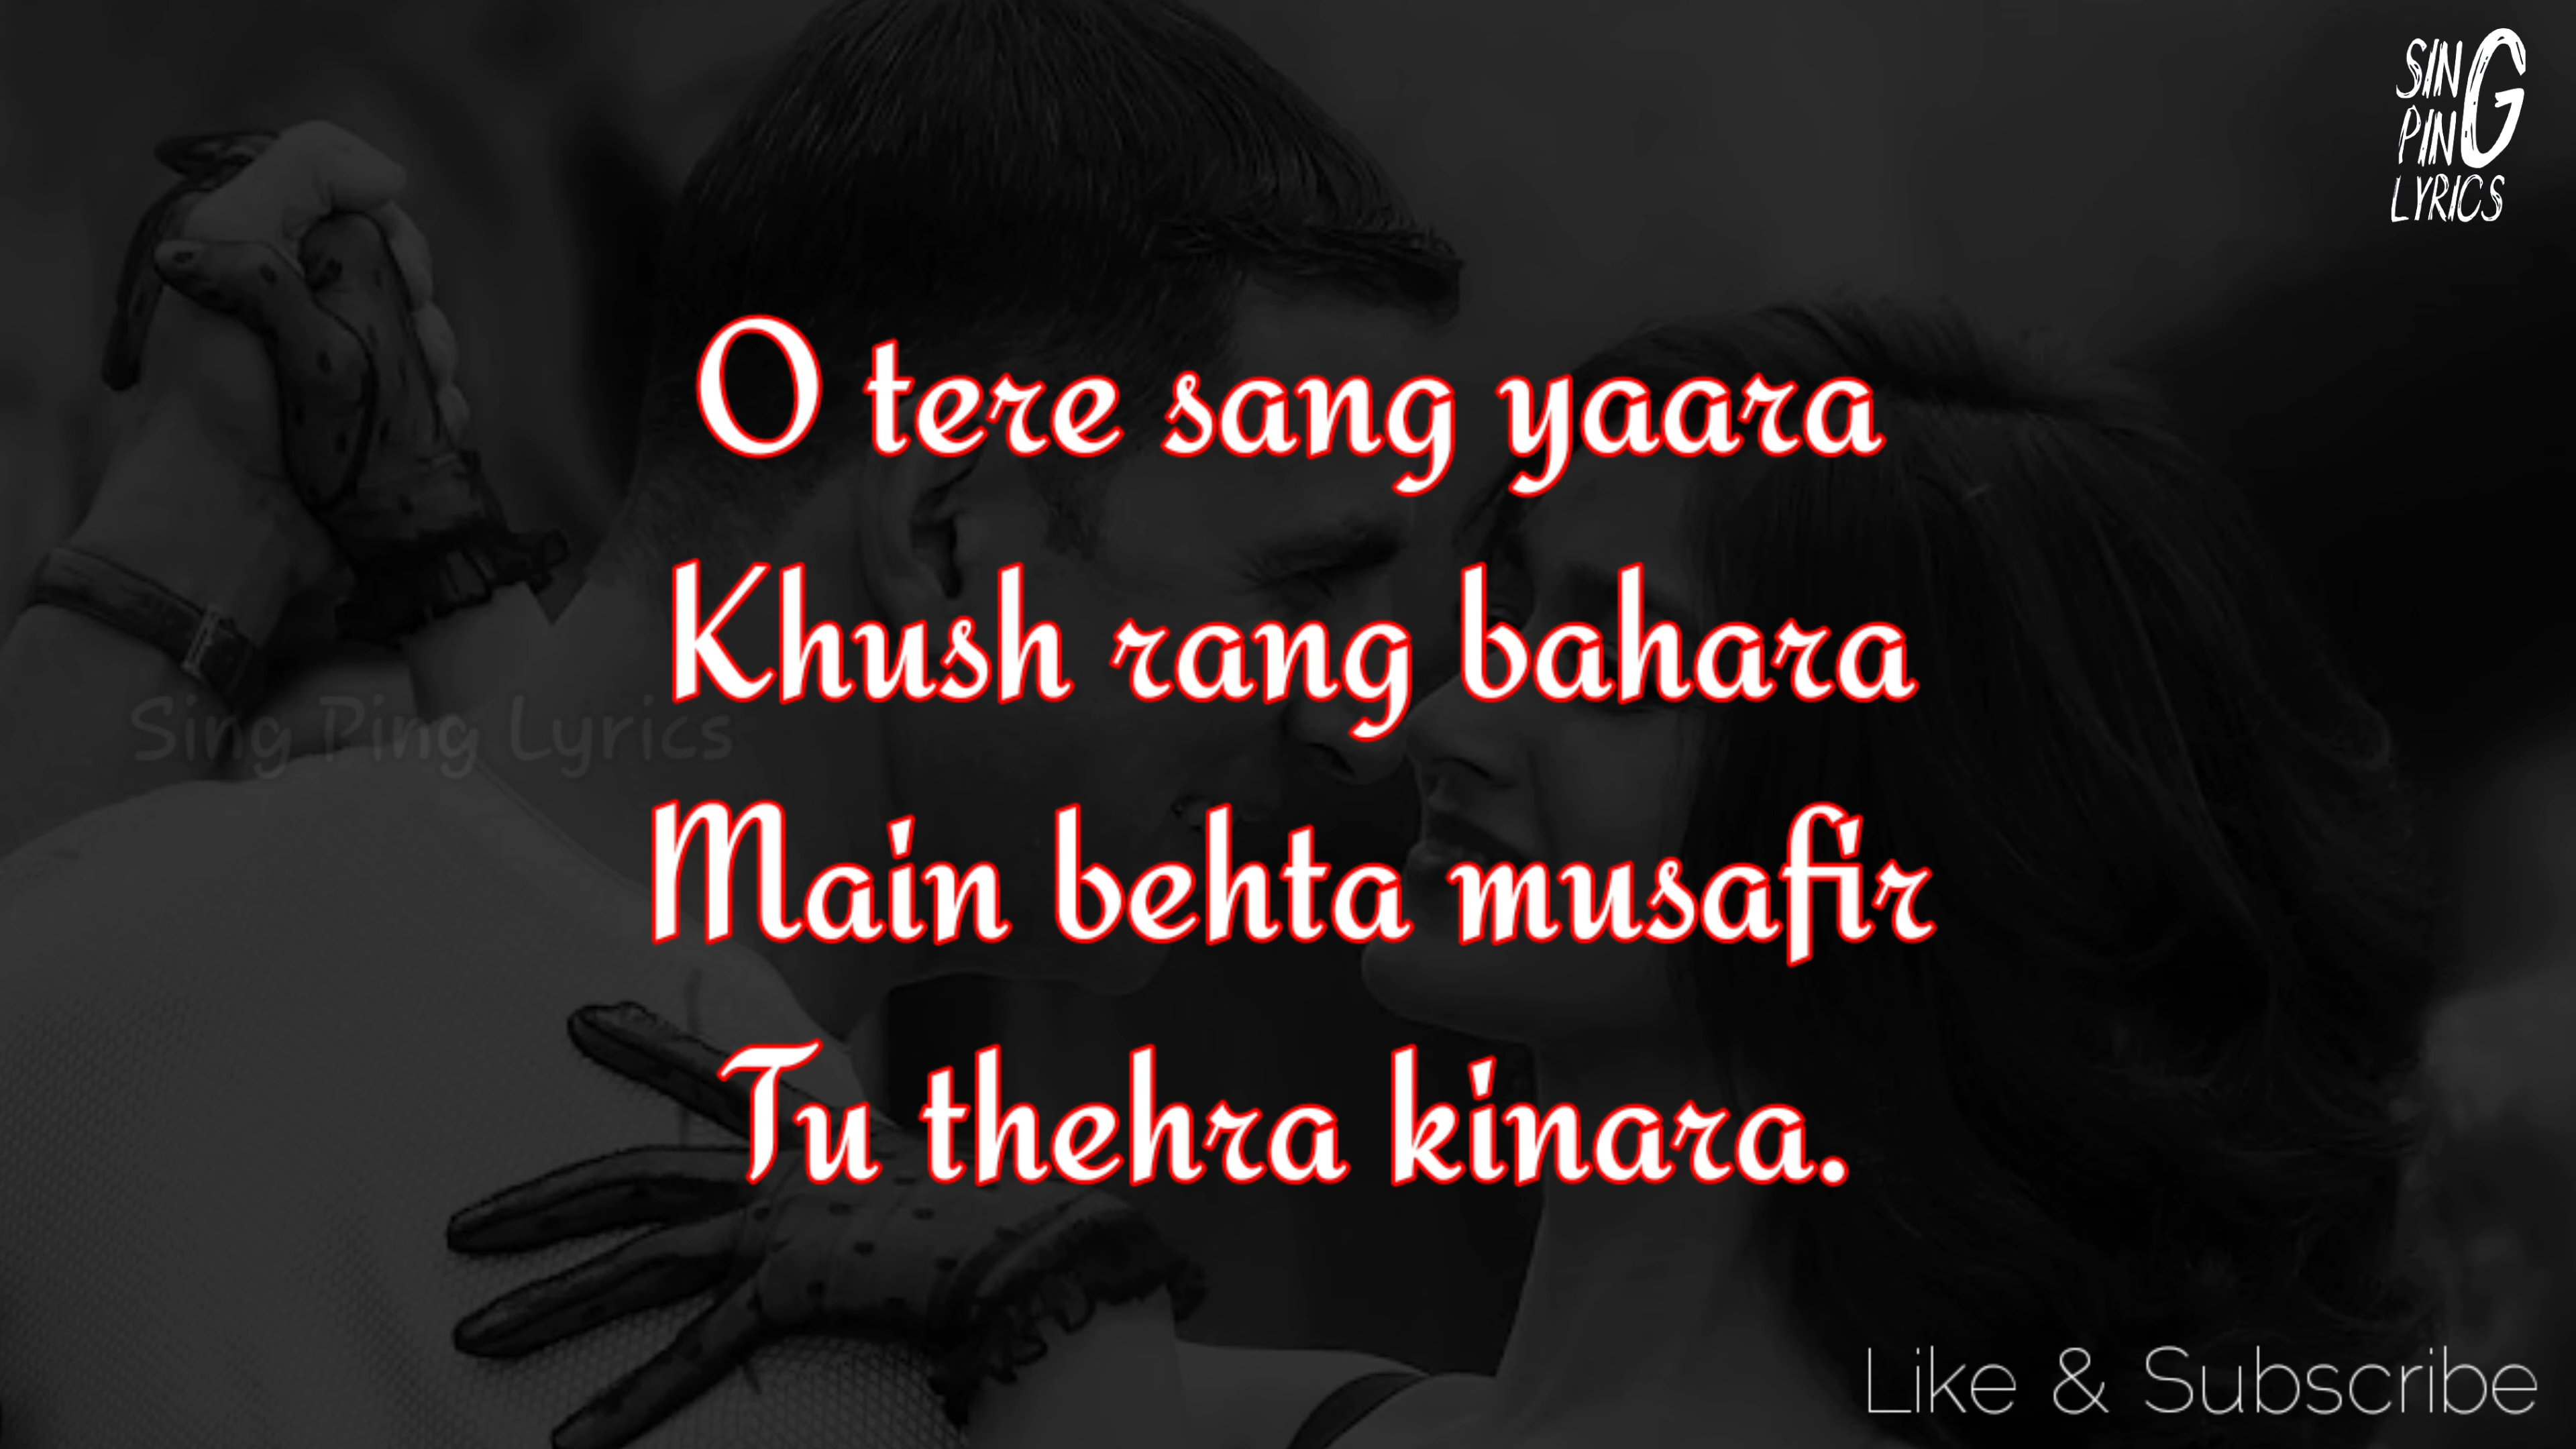 SING
PING
LYRICS
O tere sang yaara
Khush rang bahara
Sing Ping Lyrics
Main behta musafir
Tu thehra kinara.
Like & Subscribe